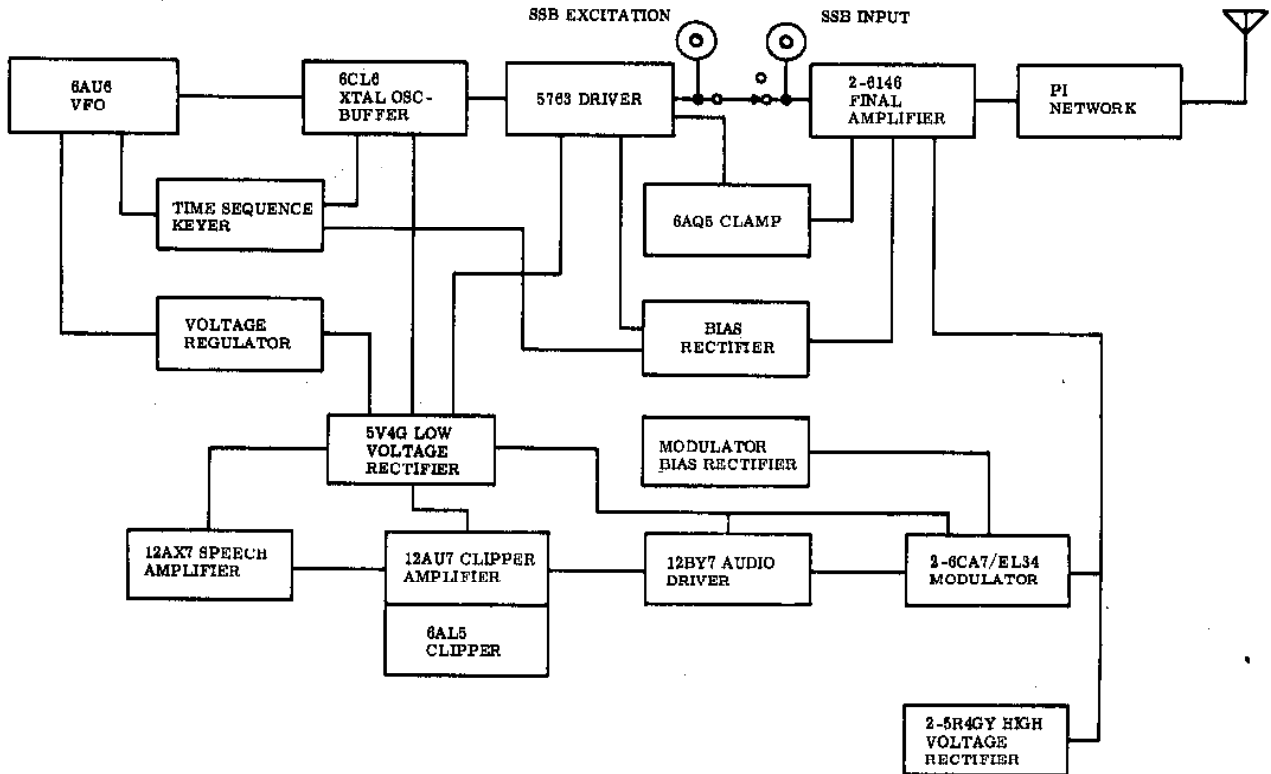 SSB EXCITATION
SSB INPUT
6AU6
VFO
6CL6
XTAL OSC-
BUFFER
5763 DRIVER
2-6146
FINAL
AMPLIFIER
PI
NETWORK
TIME SEQUENCE
KEYER
6AQ5 CLAMP
VOLTAGE
REGULATOR
BIAS
RECTIFIER
5V4G LOW
VOLTAGE
RECTIFIER
MODULATOR
BIAS RECTIFIER
12AX7 SPEECH
AMPLIFIER
12AU7 CLIPPER
AMPLIFIER
12BY7 AUDIO
DRIVER
2-6CA7/EL34
MODULATOR
6AL5
CLIPPER
2-5R4GY HIGH
VOLTAGE
RECTIFIER